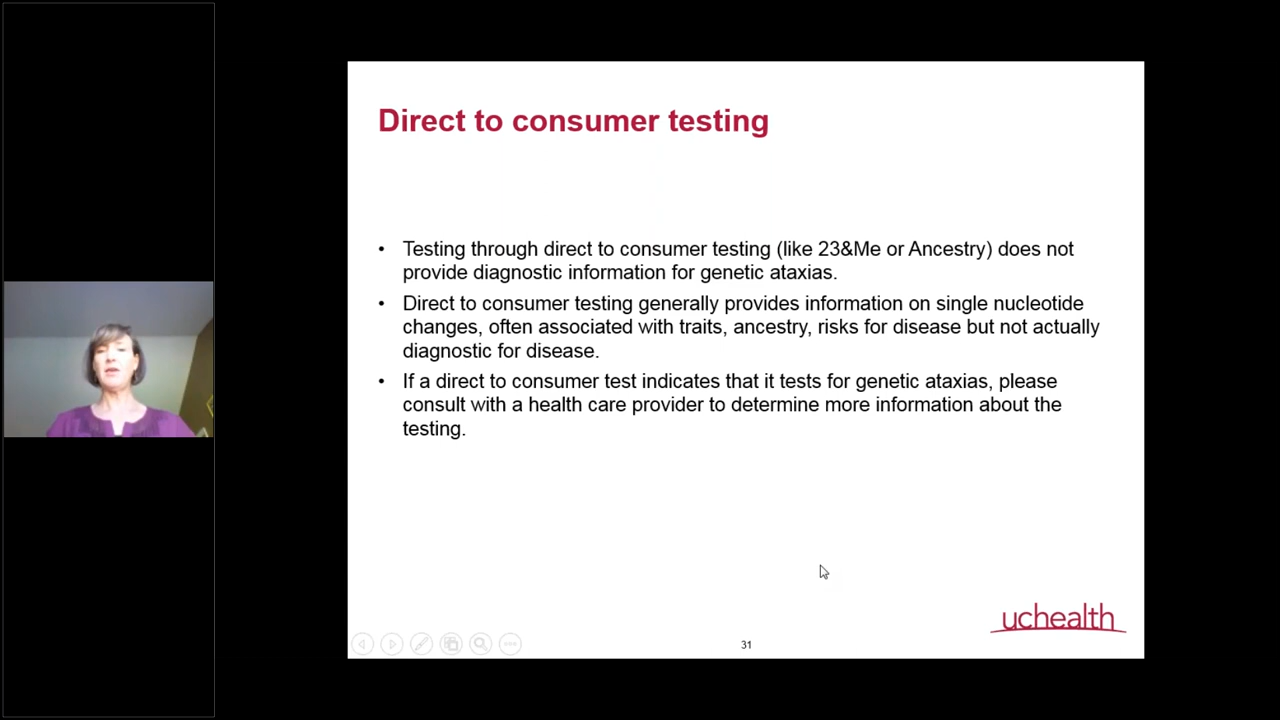 Direct to consumer testing
• Testing through direct to consumer testing (like 23&Me or Ancestry) does not
provide diagnostic information for genetic ataxias.
• Direct to consumer testing generally provides information on single nucleotide
changes, often associated with traits, ancestry, risks for disease but not actually
diagnostic for disease.
• If a direct to consumer test indicates that it tests for genetic ataxias, please
consult with a health care provider to determine more information about the
testing.
uchealth
31